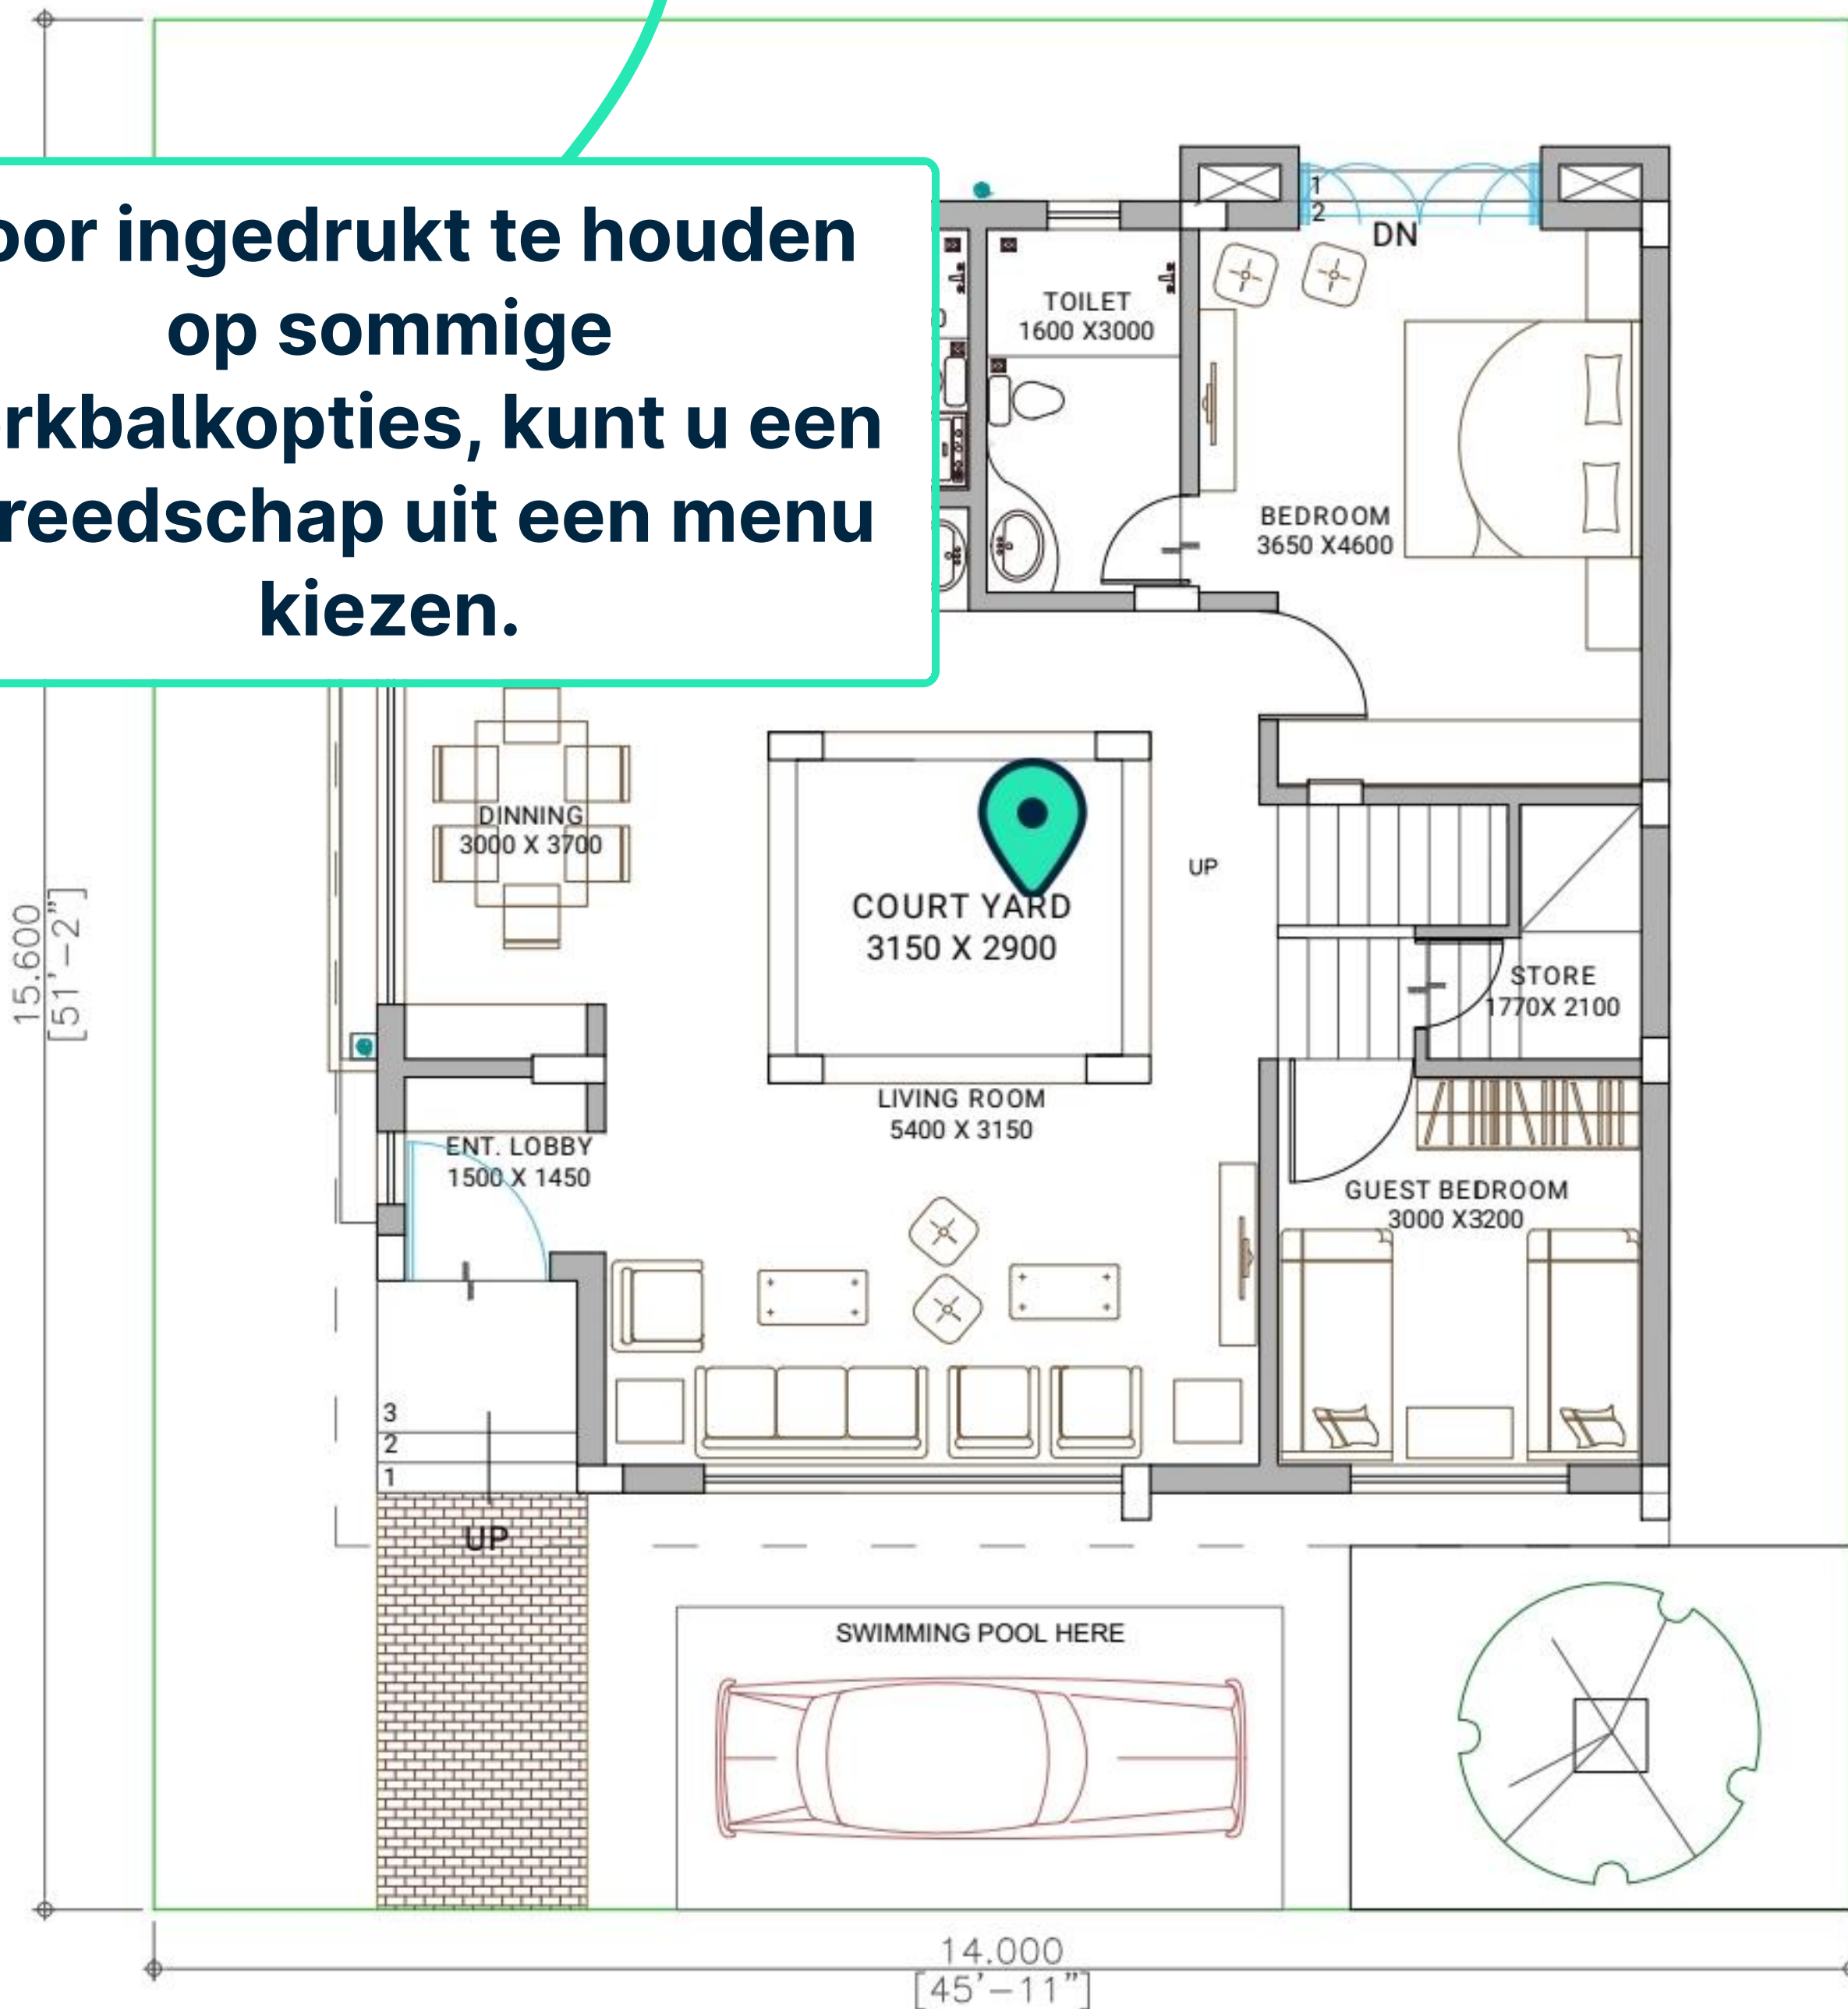 oor ingedrukt te houden
op sommige
rkbalkopties, kunt u een
reedschap uit een menu
kiezen.
1
2
DN
TOILET
1600 X3000
BEDROOM
3650 X4600
DINNING
3000 X 3700
UP
COURT YARD
3150 X 2900
15.600
[51'-2"]
STORE
1770X 2100
LIVING ROOM
5400 X 3150
ENT. LOBBY
1500 X 1450
GUEST BEDROOM
3000 X3200
3
2
1
UP
SWIMMING POOL HERE
14.000
[45'-11"]